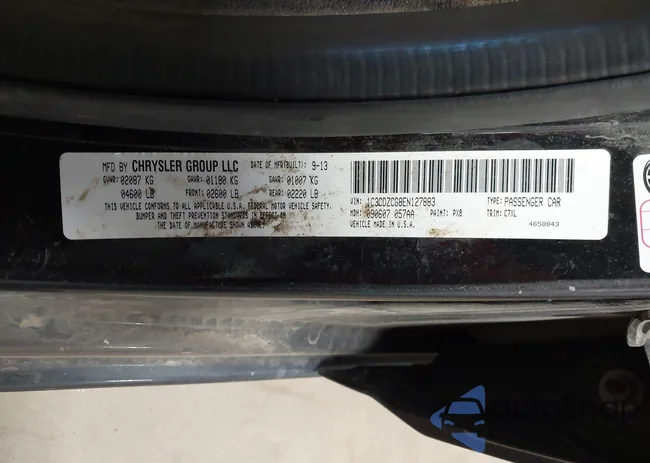 MFD BY CHRYSLER GROUP LLC DATE OF MFR(BUILT): 9-13
GVWR: 02087 KG GAWR: 01180 KG GAWR: 01007 KG
04600 LB FRONT: 02600 LB REAR: 02220 LB
THIS VEHICLE CONFORMS TO ALL APPLICABLE U.S.A. FEDERAL MOTOR VEHICLE SAFETY,
BUMPER AND THEFT PREVENTION STANDARDS IN EFFECT ON
THE DATE OF MANUFACTURE SHOWN ABOVE.
VIN: 1C3CDZCG8EN127883 TYPE: PASSENGER CAR
MDH: 090607 057AA PAINT: PX8 TRIM: C7XL
VEHICLE MADE IN U.S.A. 4658843
AutoShop